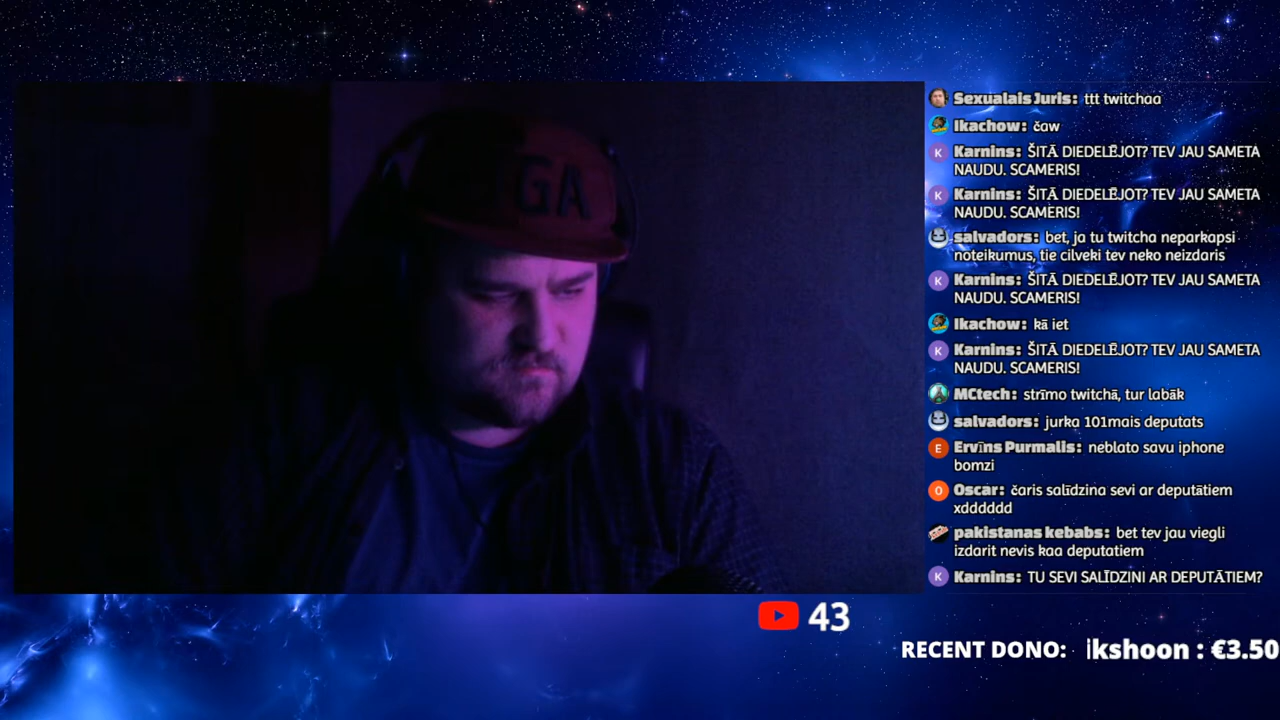 GA
Sexualais Juris: ttt twitchaa
Ikachow: čaw
Karnins: ŠITĀ DIEDELĒJOT? TEV JAU SAMETA
NAUDU. SCAMERIS!
Karnins: ŠITĀ DIEDELĒJOT? TEV JAU SAMETA
NAUDU. SCAMERIS!
salvadors: bet, ja tu twitcha neparkapsi
noteikumus, tie cilveki tev neko neizdaris
Karnins: ŠITĀ DIEDELĒJOT? TEV JAU SAMETA
NAUDU. SCAMERIS!
Ikachow: kā iet
Karnins: ŠITĀ DIEDELĒJOT? TEV JAU SAMETA
NAUDU. SCAMERIS!
MCtech: strīmo twitchā, tur labāk
salvadors: jurka 101mais deputats
Ervīns Purmalis: neblato savu iphone
bomzi
Oscar: čaris salīdzina sevi ar deputātiem
xdddddd
pakistanas kebabs: bet tev jau viegli
izdarit nevis kaa deputatiem
Karnins: TU SEVI SALĪDZINI AR DEPUTĀTIEM?
43
RECENT DONO: ikshoon : €3.50